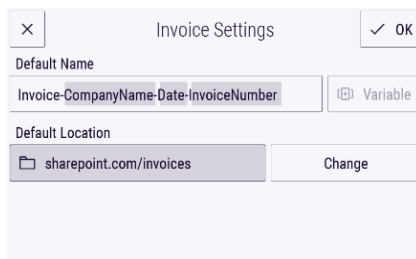 Invoice Settings
OK
Default Name
Invoice-CompanyName-Date-InvoiceNumber
Variable
Default Location
sharepoint.com/invoices
Change